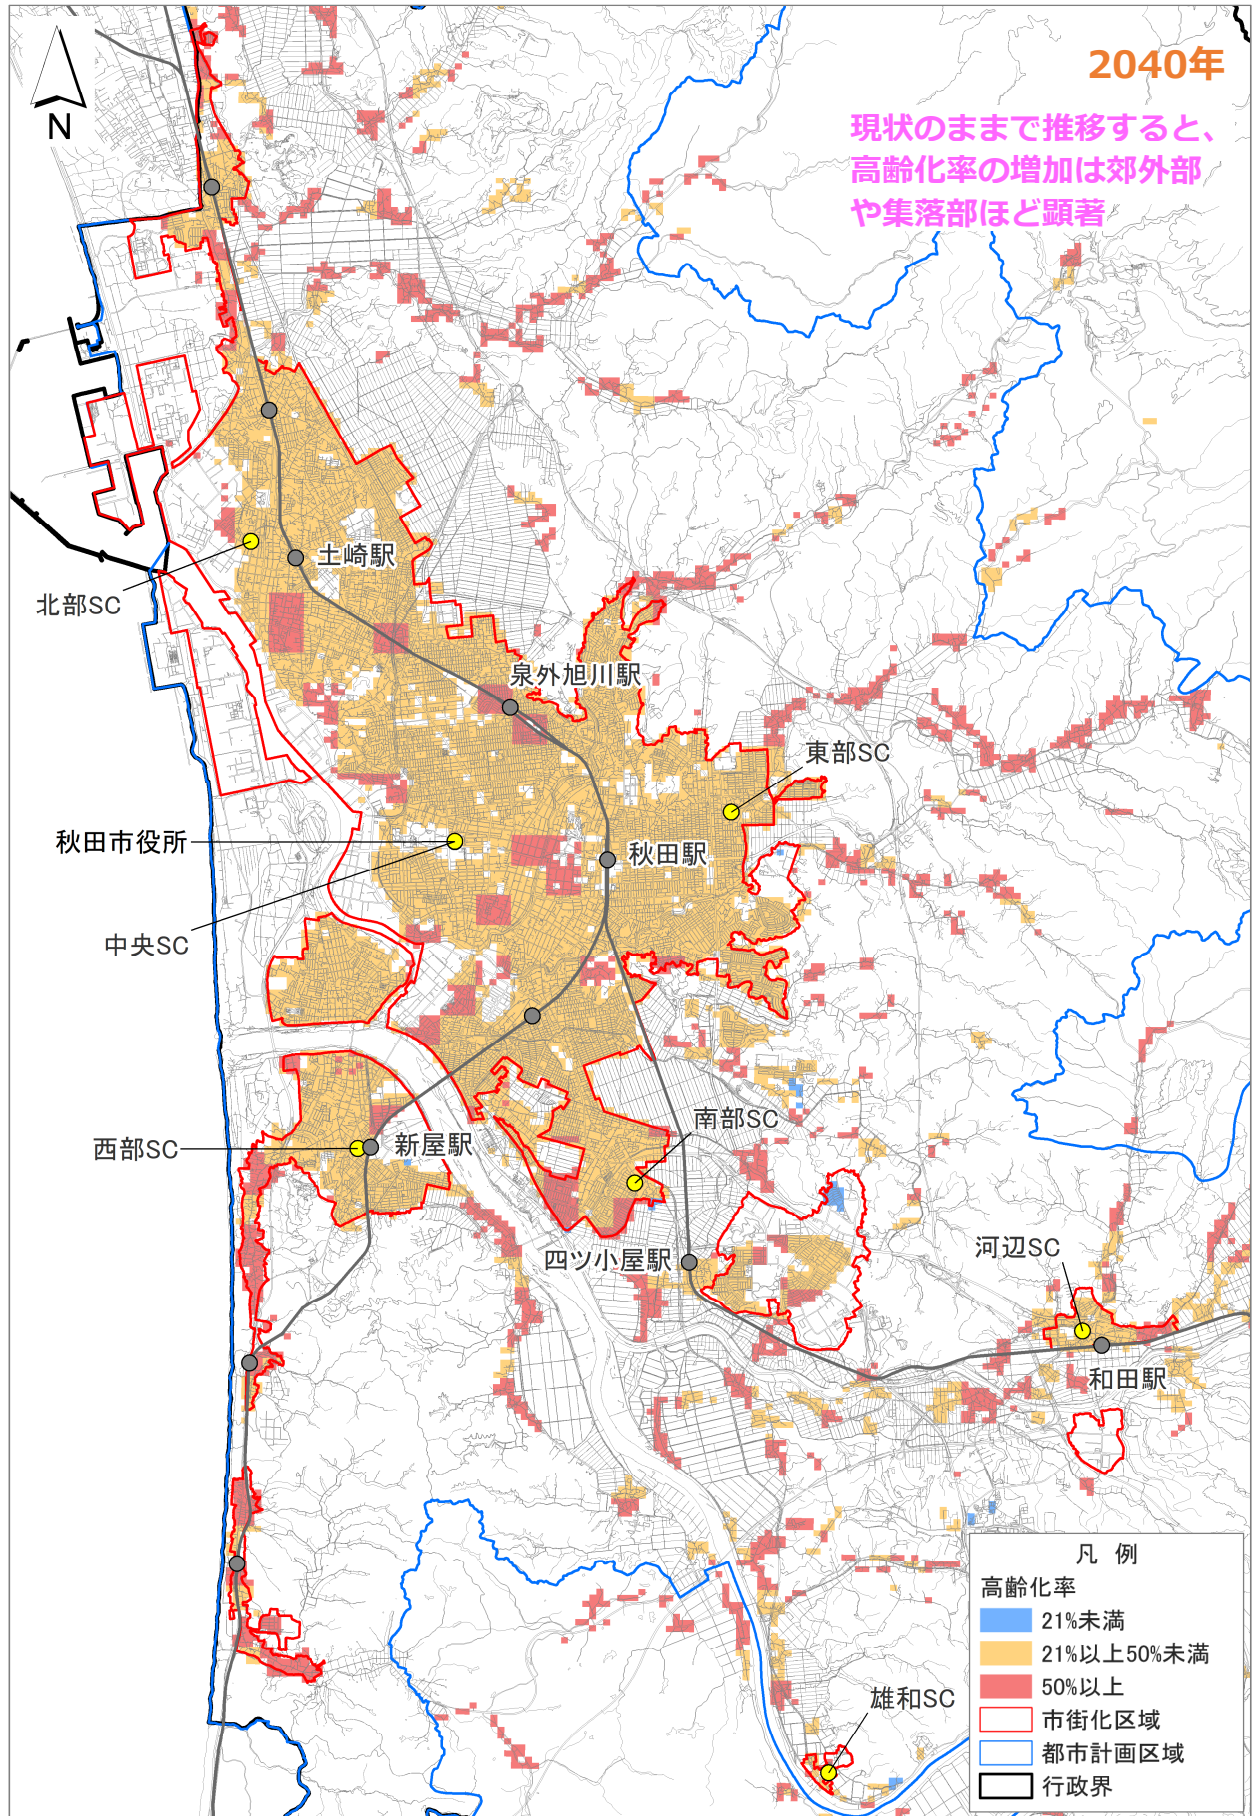 2040年
現状のままで推移すると、
高齢化率の増加は郊外部
や集落部ほど顕著
N
土崎駅
北部SC
泉外旭川駅
東部SC
秋田市役所
秋田駅
中央SC
南部SC
西部SC
新屋駅
四ツ小屋駅
河辺SC
和田駅
雄和SC
凡 例
高齢化率
21%未満
21%以上50%未満
50%以上
市街化区域
都市計画区域
行政界